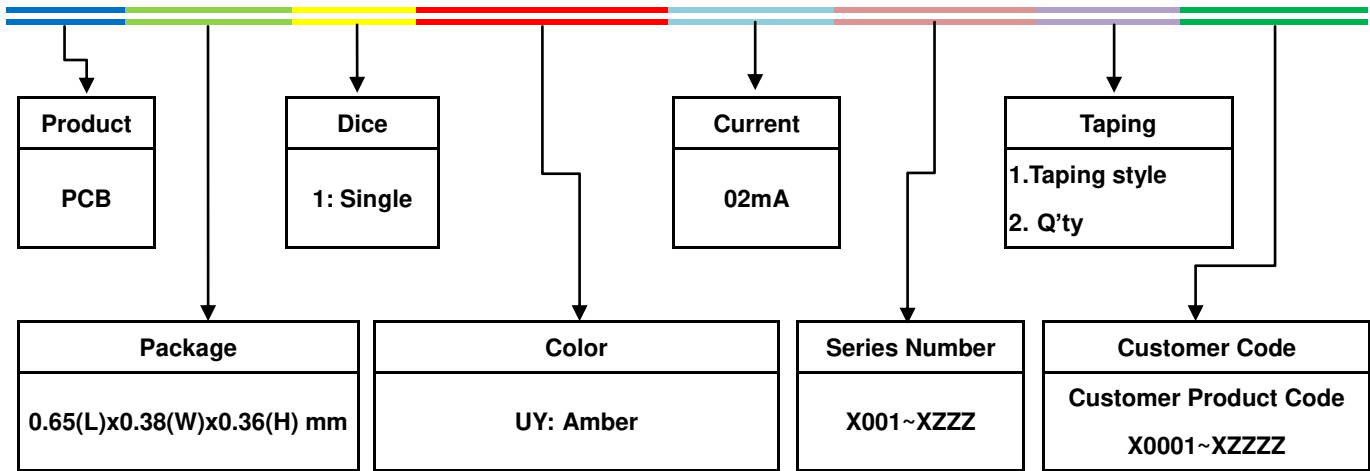 Product
PCB
Dice
1: Single
Current
02mA
Taping
1.Taping style
2. Q’ty
Package
0.65(L)x0.38(W)x0.36(H) mm
Color
UY: Amber
Series Number
X001~XZZZ
Customer Code
Customer Product Code
X0001~XZZZZ